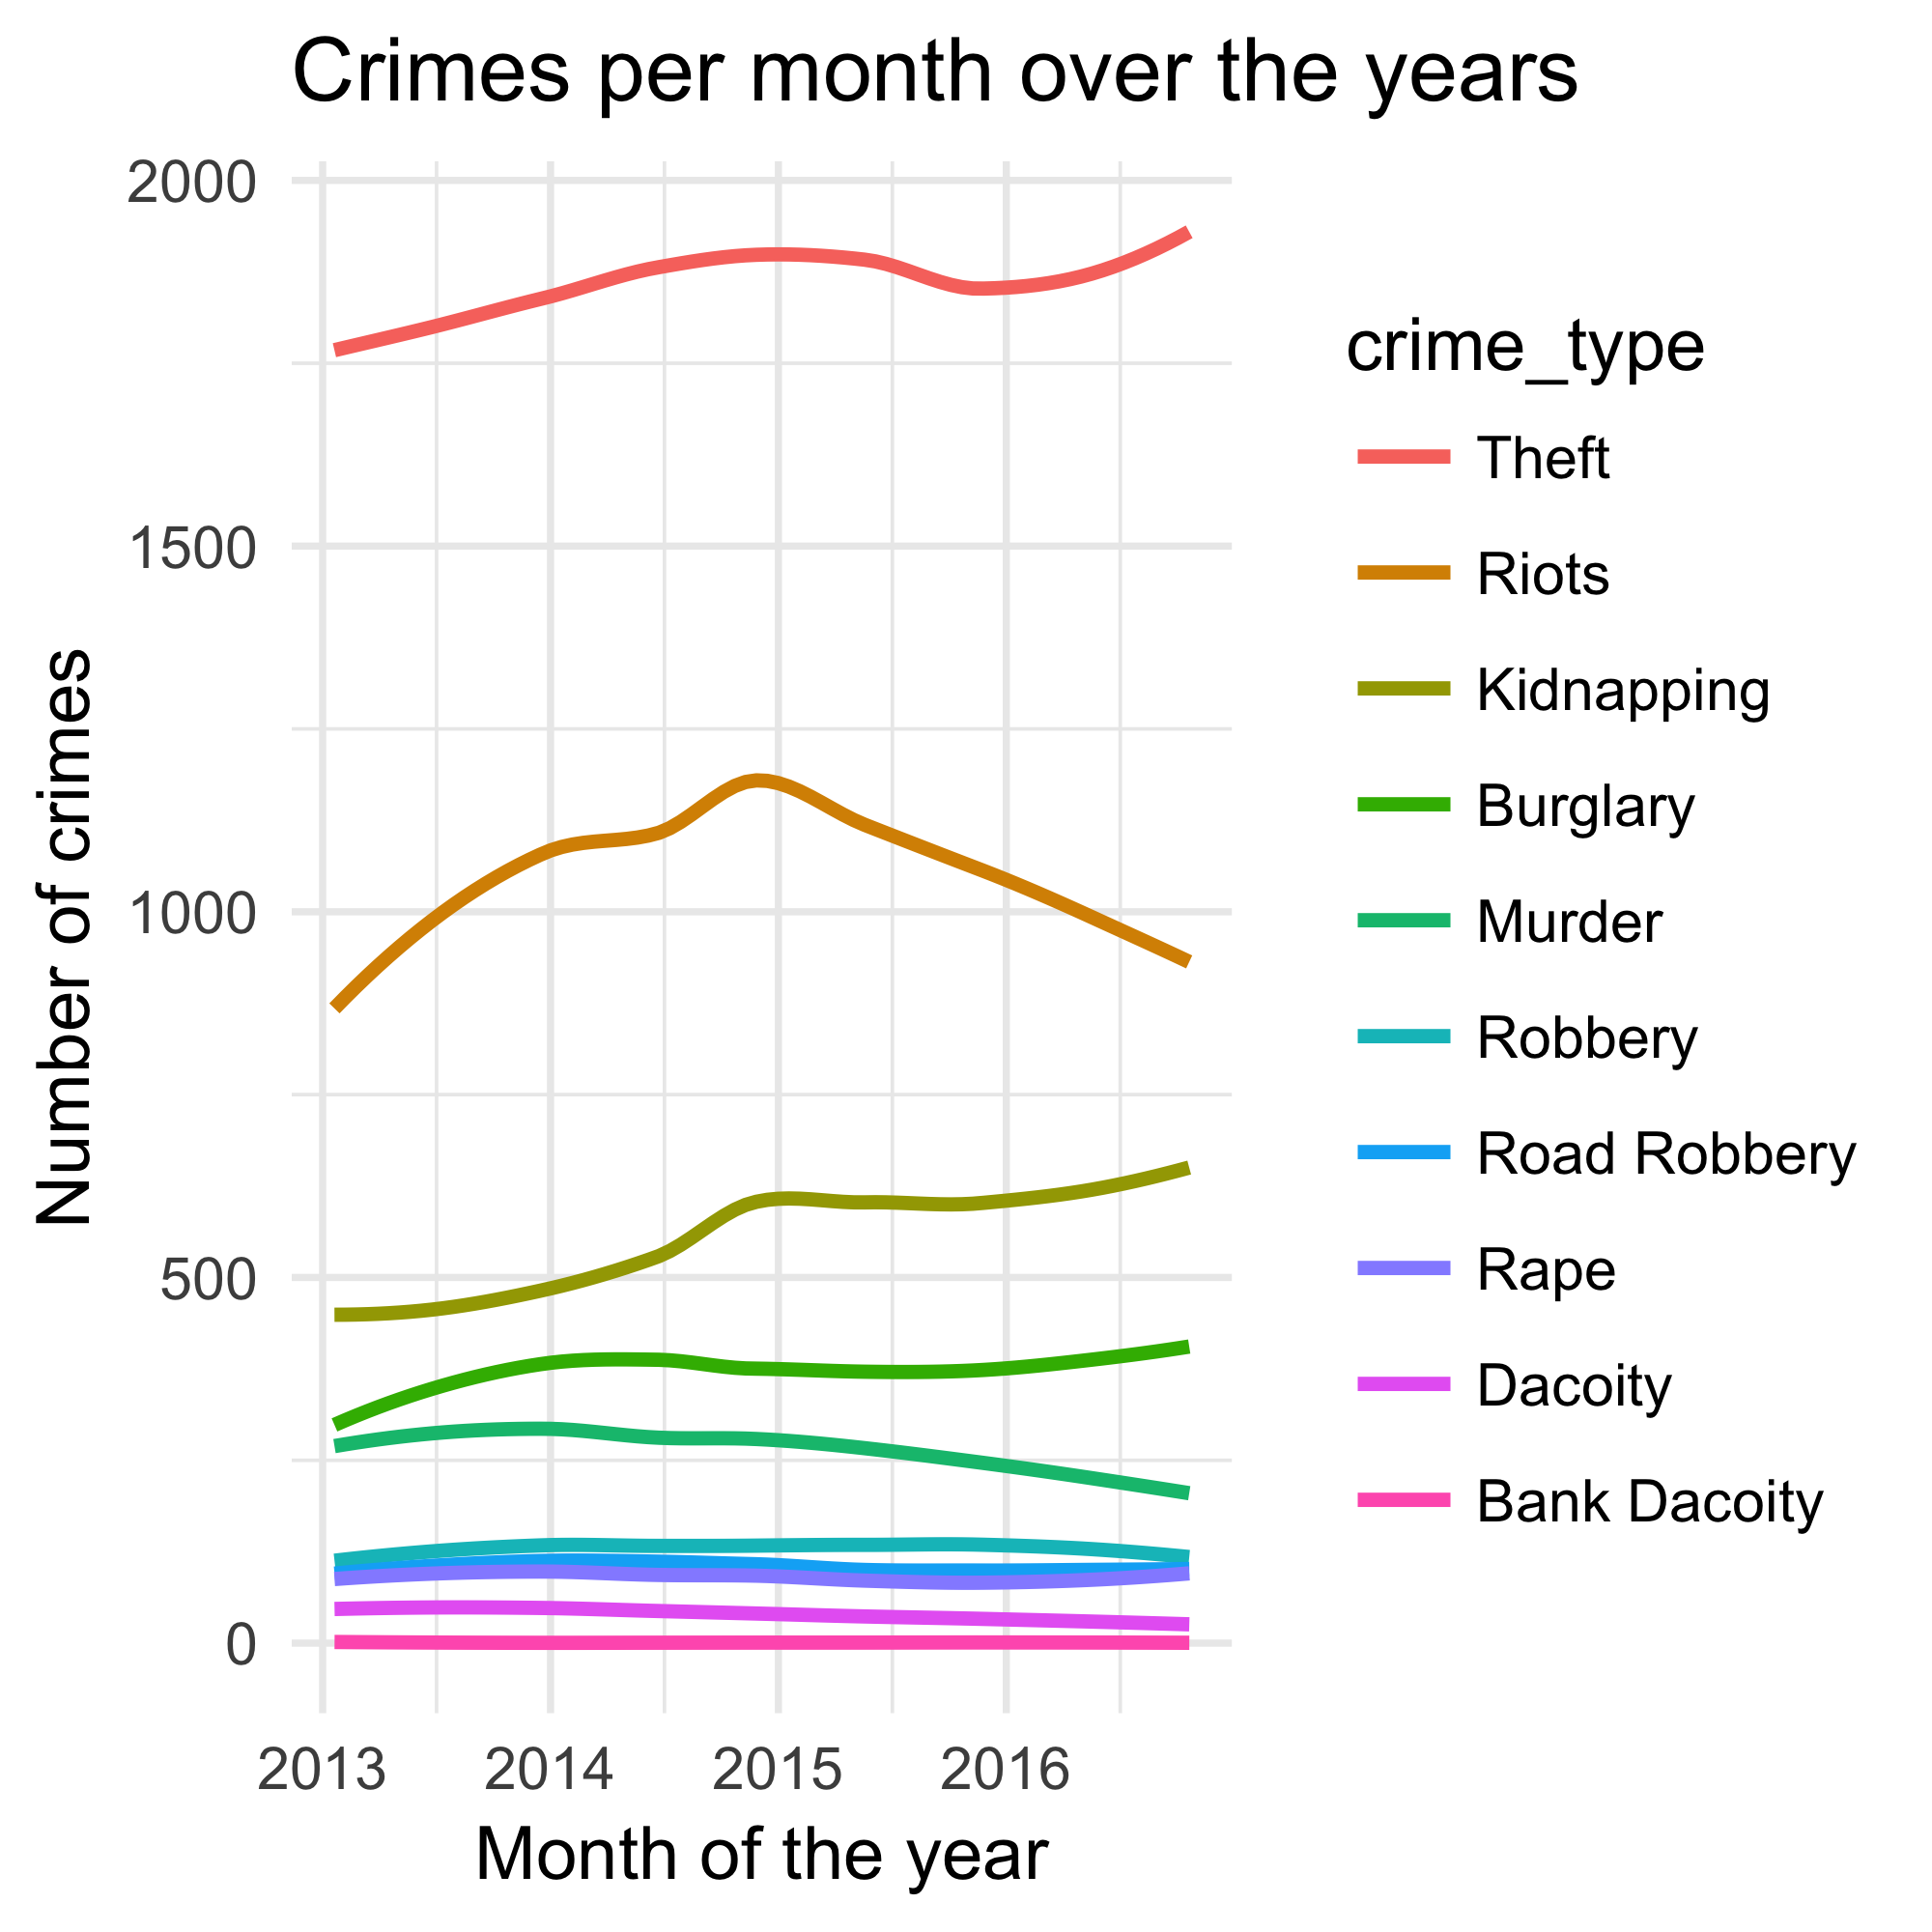 Crimes per month over the years
2000
1500
1000
500
0
Number of crimes
2013 2014 2015 2016
Month of the year
crime_type
Theft
Riots
Kidnapping
Burglary
Murder
Robbery
Road Robbery
Rape
Dacoity
Bank Dacoity